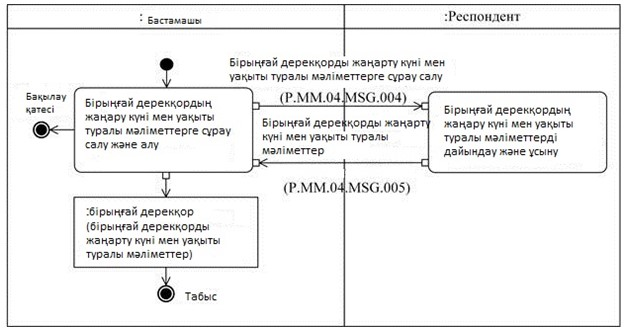 : Бастамашы
:Респондент
Бірыңғай дерекқорды жаңарту күні мен
уақыты туралы мәліметтерге сұрау салу
(P.MM.04.MSG.004)
Бақылау
қатесі
Бірыңғай дерекқордың
жаңару күні мен уақыты
туралы мәліметтерге сұрау
салу және алу
Бірыңғай дерекқорды жаңарту
күні мен уақыты туралы
мәліметтер
Бірыңғай дерекқордың
жаңару күні мен уақыты
туралы мәліметтерді
дайындау және ұсыну
(P.MM.04.MSG.005)
:бірыңғай дерекқор
(бірыңғай дерекқорды
жаңарту күні мен уақыты
туралы мәліметтер)
Табыс